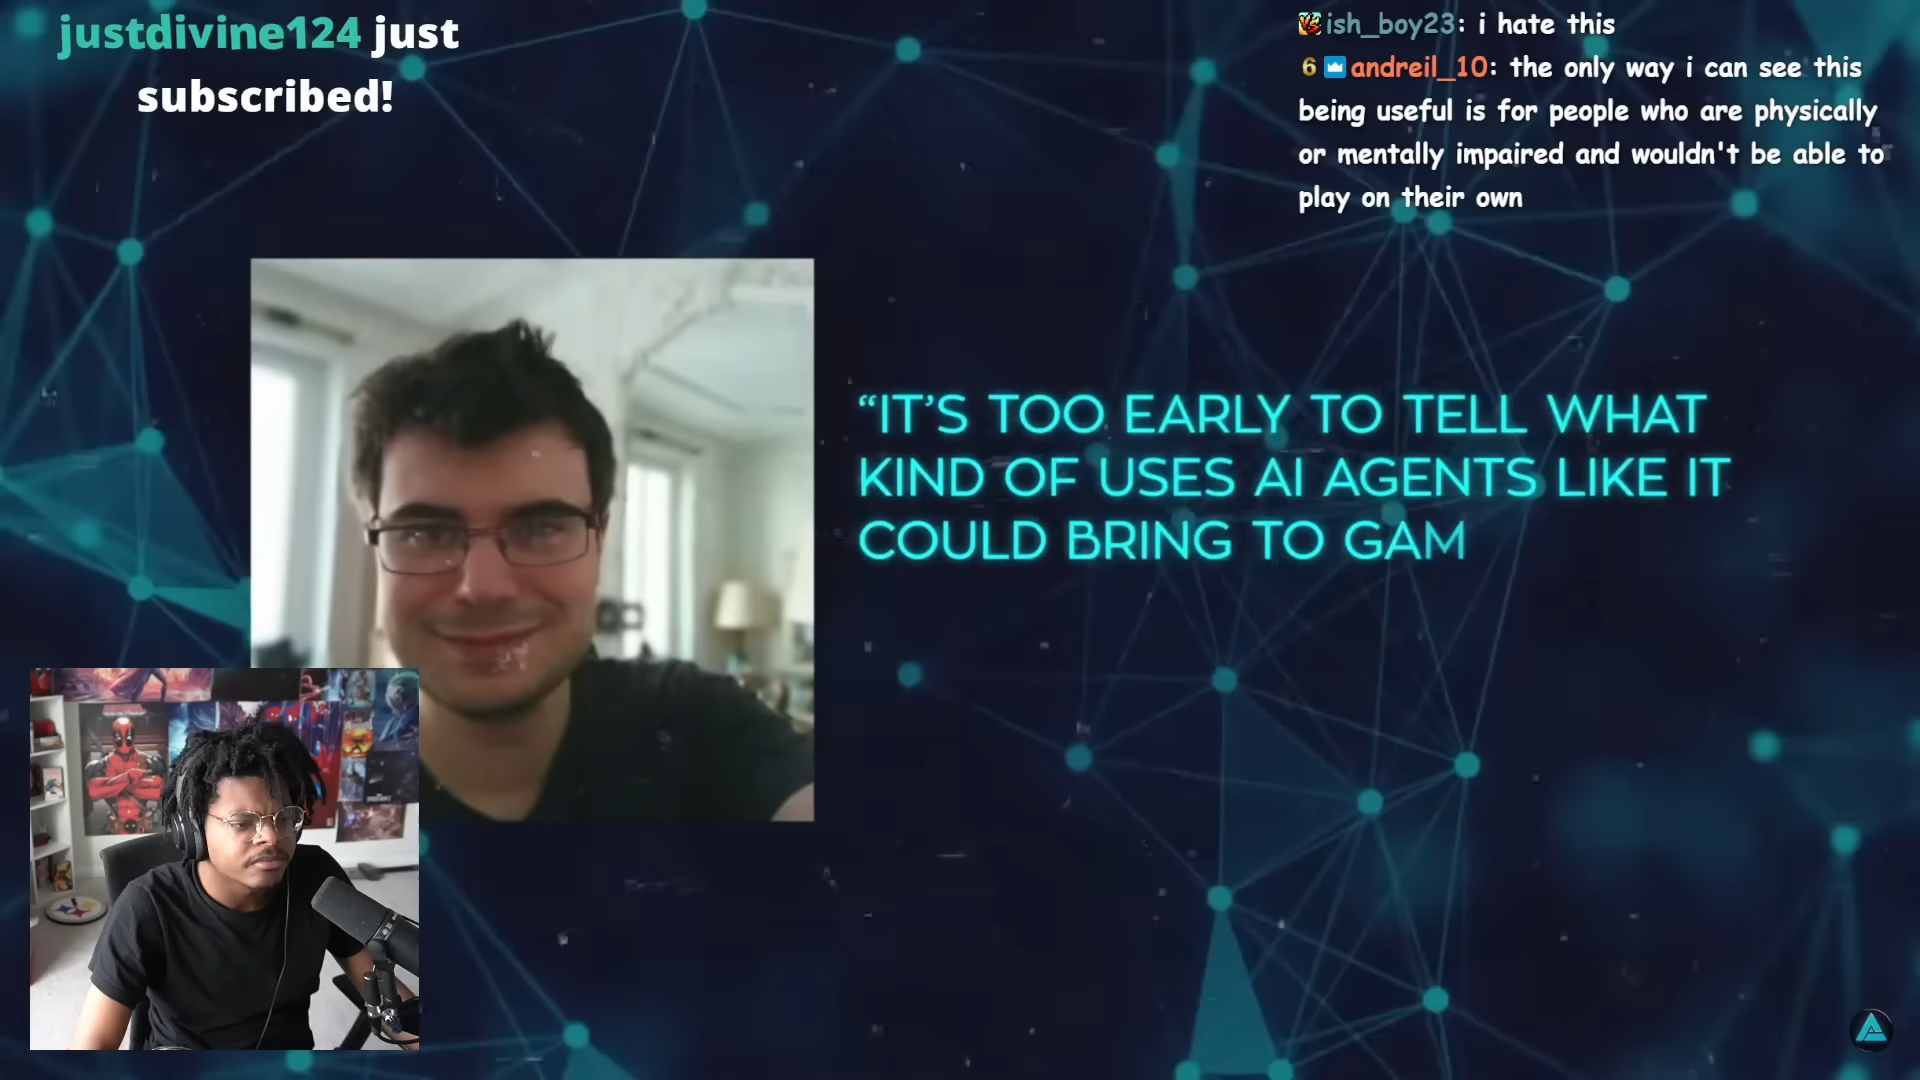 justdivine124 just
subscribed!
ish_boy23: i hate this
6 andreil_10: the only way i can see this
being useful is for people who are physically
or mentally impaired and wouldn't be able to
play on their own
“IT’S TOO EARLY TO TELL WHAT
KIND OF USES AI AGENTS LIKE IT
COULD BRING TO GAM